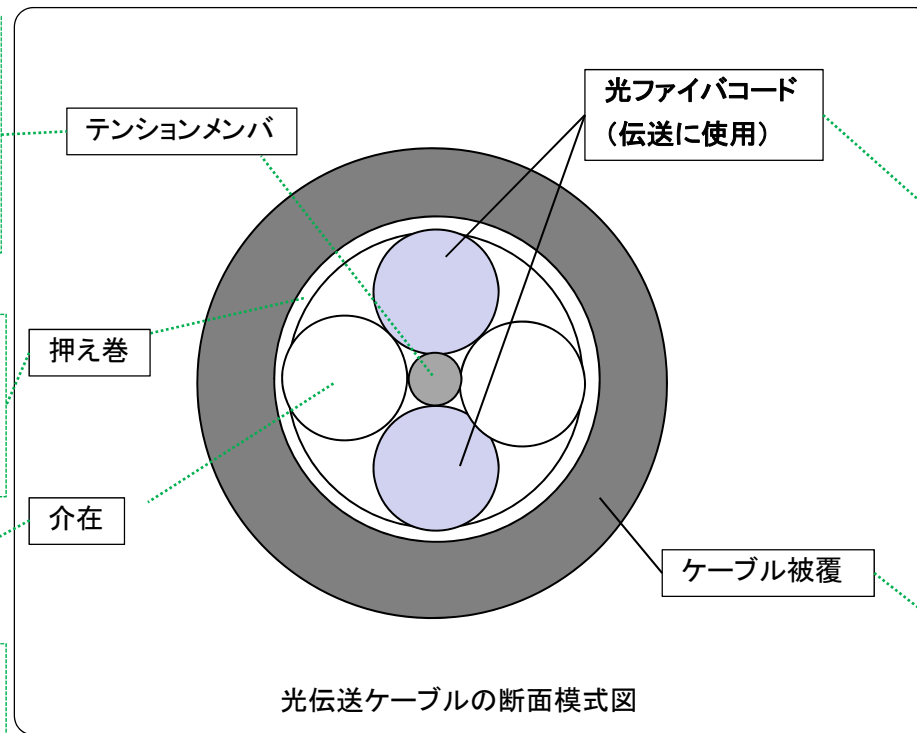 テンションメンバ
光ファイバコード
（伝送に使用）
押え巻
介在
ケーブル被覆
光伝送ケーブルの断面模式図